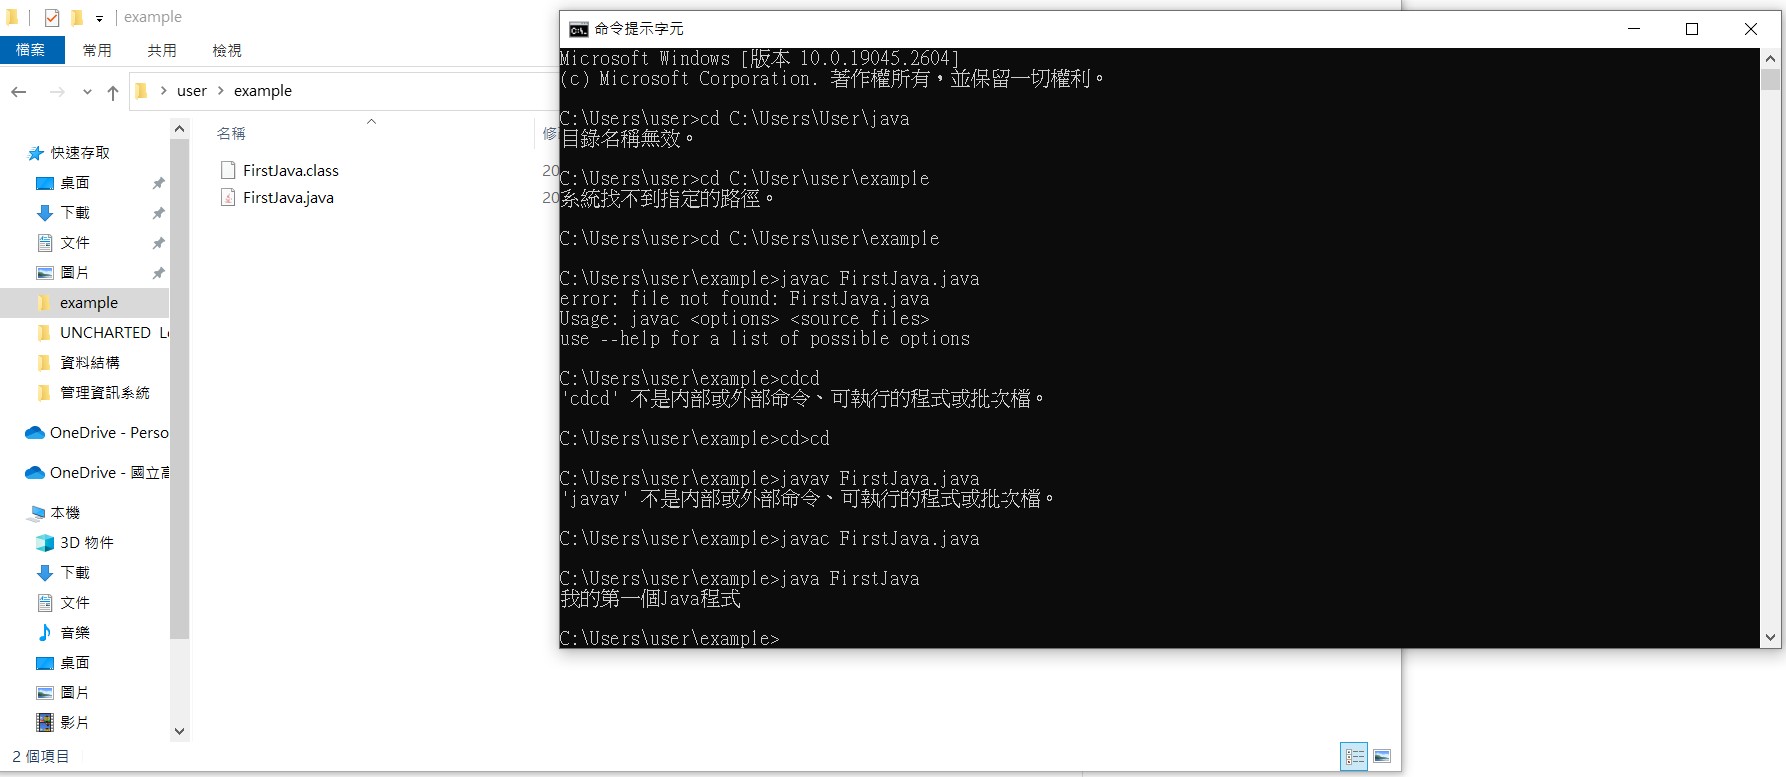 example
檔案 常用 共用 檢視
user example
快速存取
桌面
下載
文件
圖片
example
UNCHARTED
資料結構
管理資訊系統
OneDrive - Perso
OneDrive - 國立高
本機
3D 物件
下載
文件
音樂
桌面
圖片
影片
2 個項目
名稱 修
FirstJava.class 20
FirstJava.java 20
命令提示字元
Microsoft Windows [版本 10.0.19045.2604]
(c) Microsoft Corporation. 著作權所有，並保留一切權利。
C:\Users\user>cd C:\Users\User\java
目錄名稱無效。
C:\Users\user>cd C:\User\user\example
系統找不到指定的路徑。
C:\Users\user>cd C:\Users\user\example
C:\Users\user\example>javac FirstJava.java
error: file not found: FirstJava.java
Usage: javac <options> <source files>
use --help for a list of possible options
C:\Users\user\example>cdcd
'cdcd' 不是內部或外部命令、可執行的程式或批次檔。
C:\Users\user\example>cd>cd
C:\Users\user\example>javav FirstJava.java
'javav' 不是內部或外部命令、可執行的程式或批次檔。
C:\Users\user\example>javac FirstJava.java
C:\Users\user\example>java FirstJava
我的第一個Java程式
C:\Users\user\example>